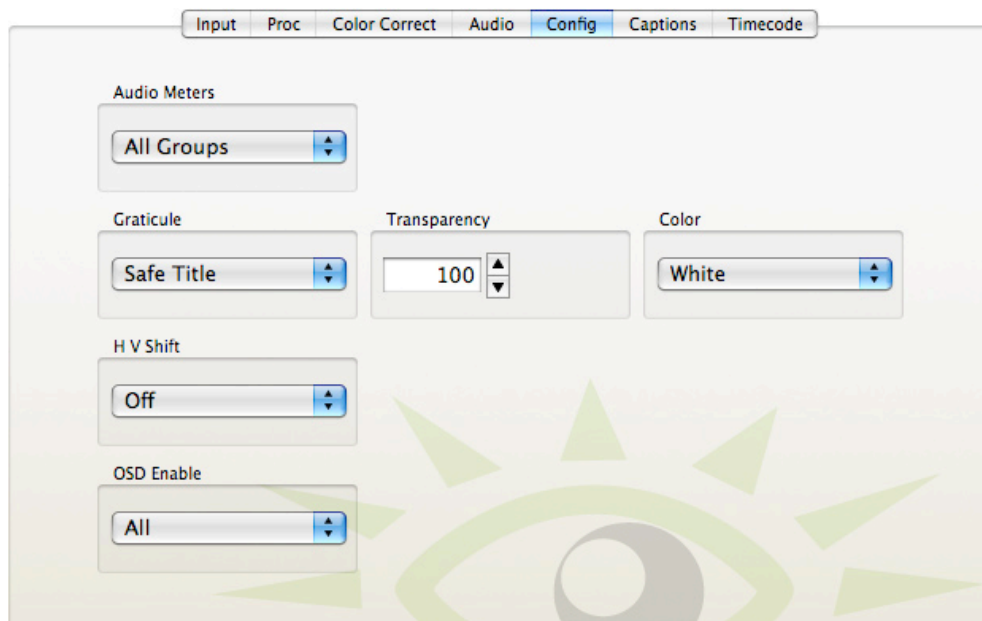 Input Proc Color Correct Audio Config Captions Timecode
Audio Meters
All Groups
Graticule Transparency Color
Safe Title 100 White
H V Shift
Off
OSD Enable
All